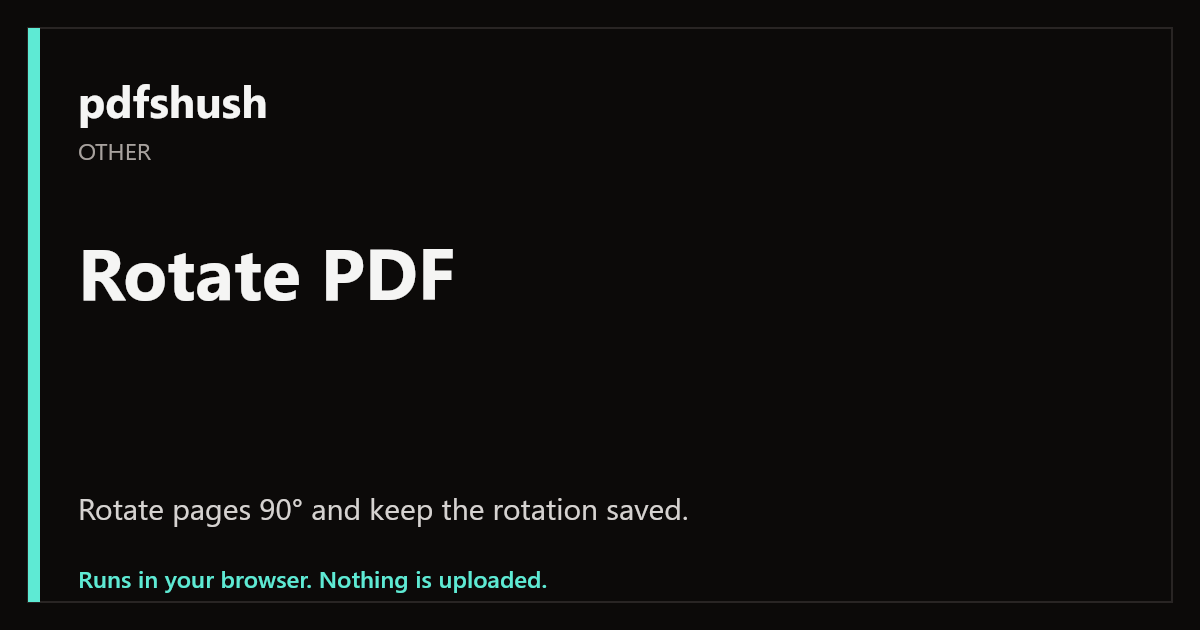 pdfshush
OTHER
Rotate PDF
Rotate pages 90° and keep the rotation saved.
Runs in your browser. Nothing is uploaded.